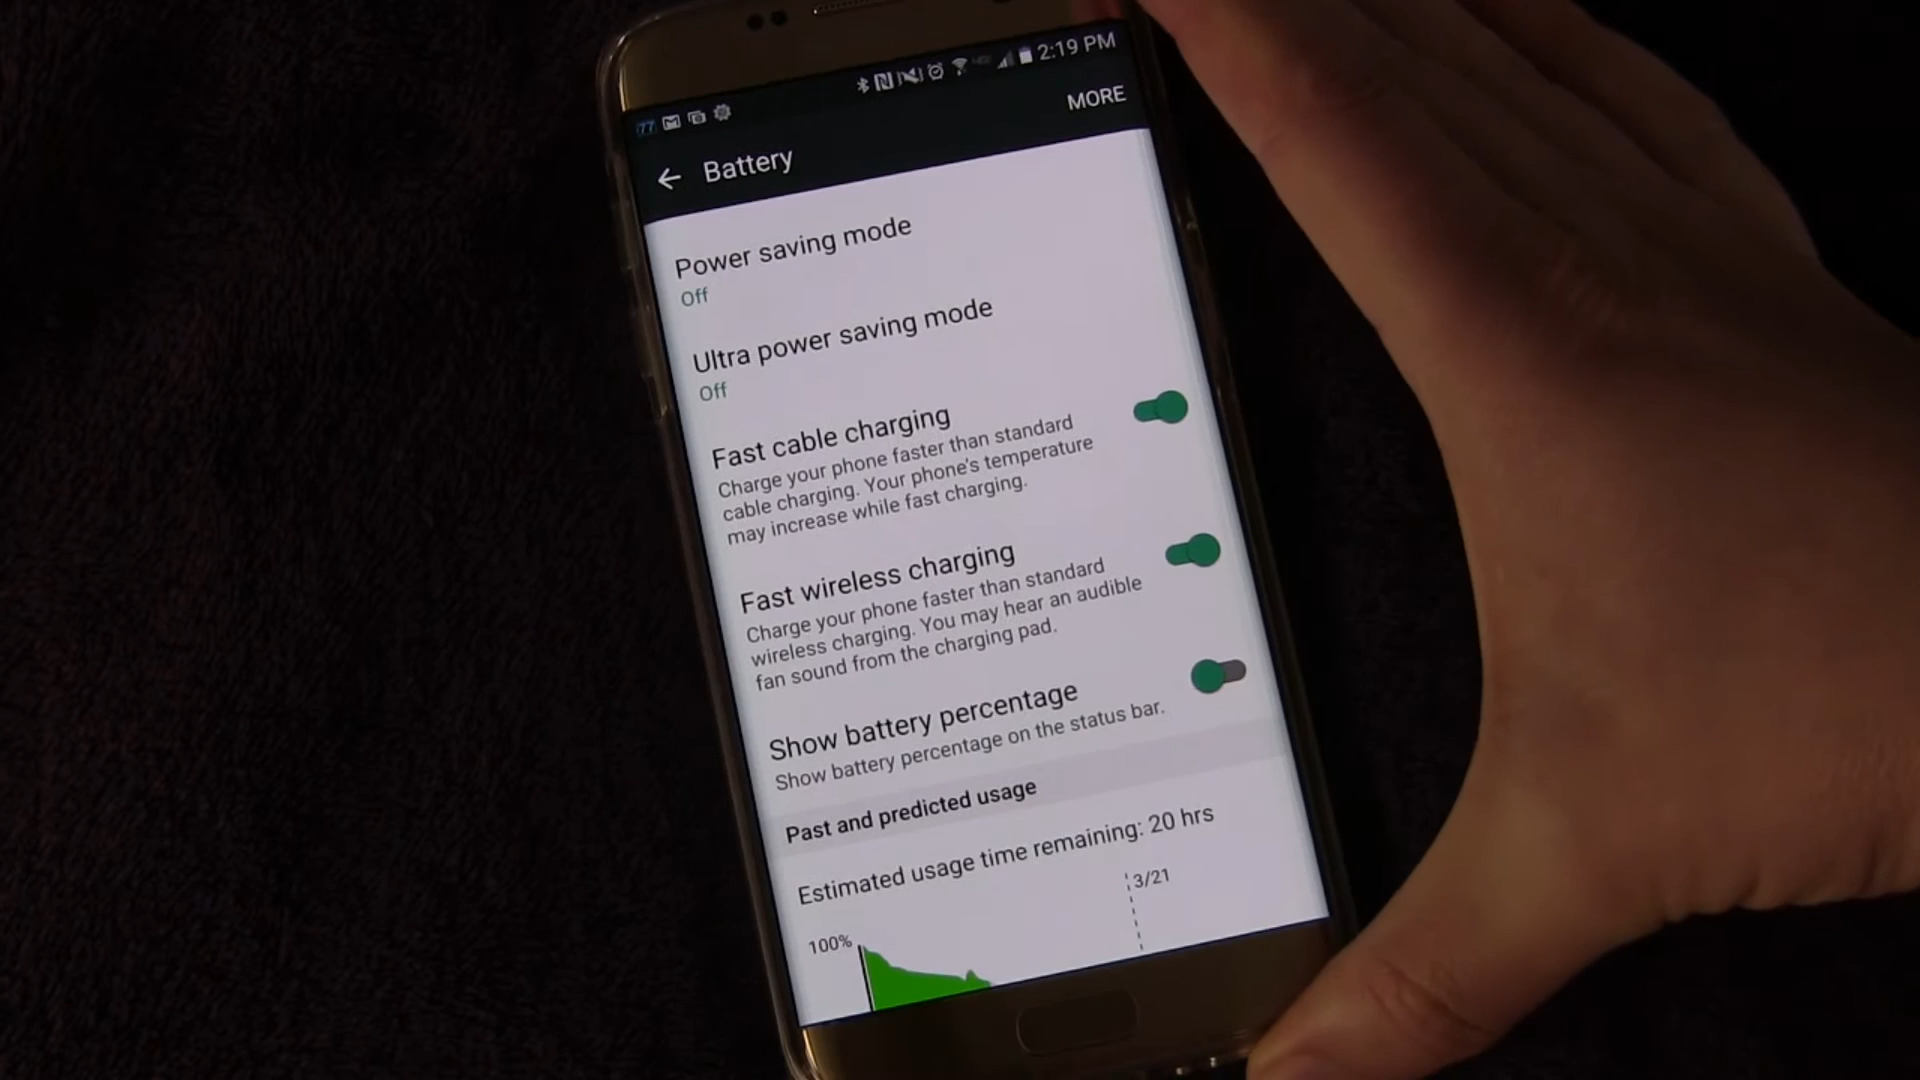 2:19 PM
77
MORE
Battery
Power saving mode
Off
Ultra power saving mode
Off
Fast cable charging
Charge your phone faster than standard
cable charging. Your phone's temperature
may increase while fast charging.
Fast wireless charging
Charge your phone faster than standard
wireless charging. You may hear an audible
fan sound from the charging pad.
Show battery percentage
Show battery percentage on the status bar.
Past and predicted usage
Estimated usage time remaining: 20 hrs
3/21
100%